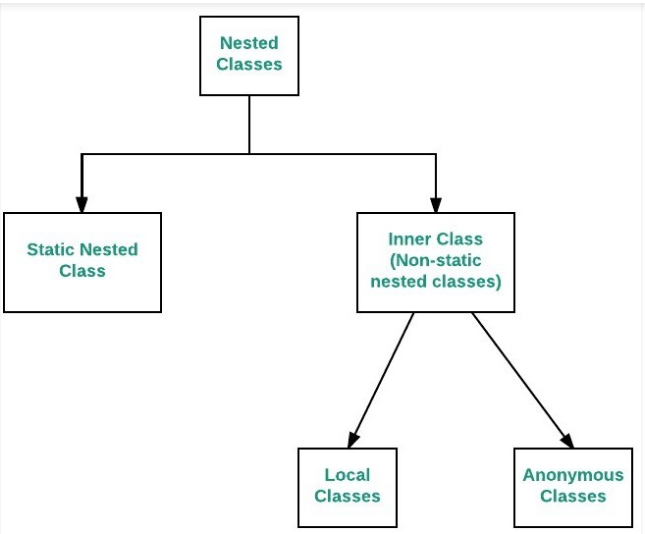 Nested
Classes
Static Nested
Class
Inner Class
(Non-static
nested classes)
Local
Classes
Anonymous
Classes